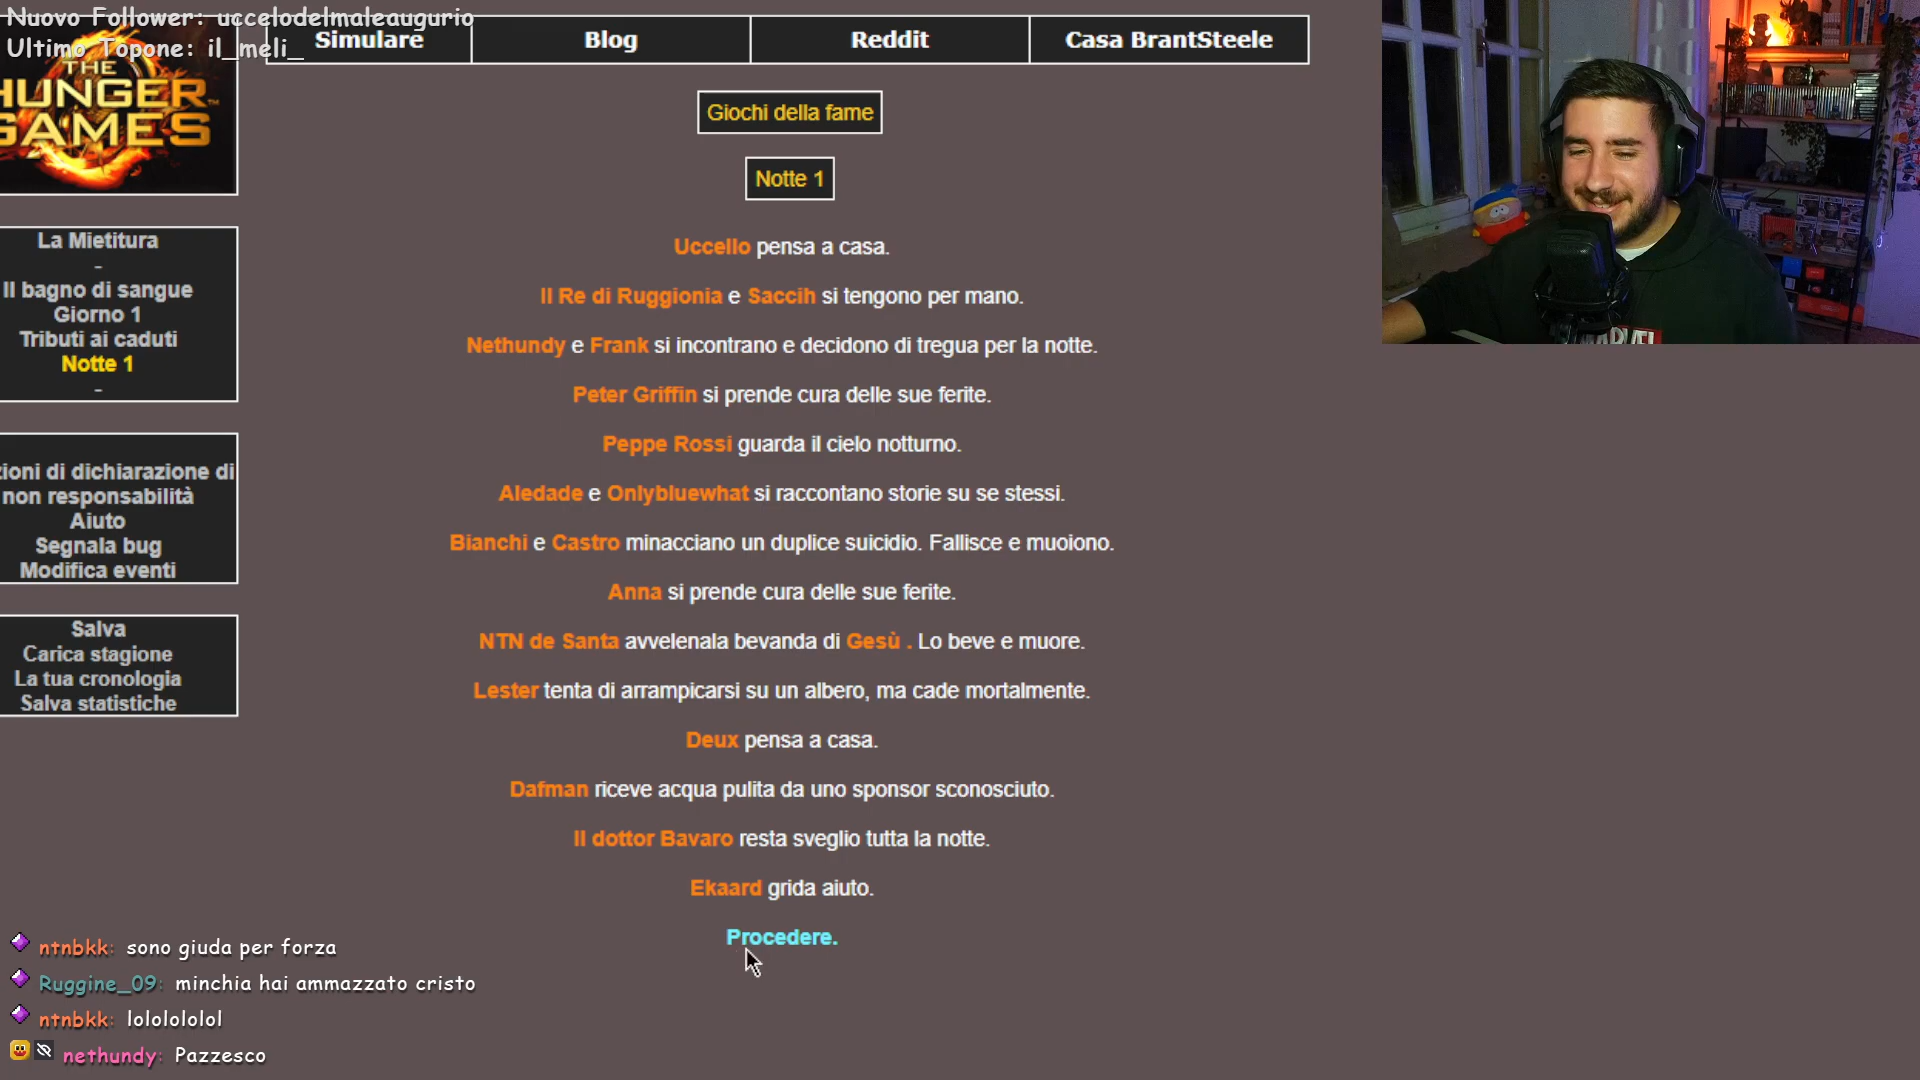 Nuovo Follower: uccelodelmaleaugurio
Ultimo Topone: il_meli_
Simulare
Blog
Reddit
Casa BrantSteele
THE
HUNGER
GAMES
Giochi della fame
Notte 1
La Mietitura
-
Il bagno di sangue
Giorno 1
Tributi ai caduti
Notte 1
-
zioni di dichiarazione di
non responsabilità
Aiuto
Segnala bug
Modifica eventi
Salva
Carica stagione
La tua cronologia
Salva statistiche
Uccello pensa a casa.
Il Re di Ruggionia e Saccih si tengono per mano.
Nethundy e Frank si incontrano e decidono di tregua per la notte.
Peter Griffin si prende cura delle sue ferite.
Peppe Rossi guarda il cielo notturno.
Aledade e Onlybluewhat si raccontano storie su se stessi.
Bianchi e Castro minacciano un duplice suicidio. Fallisce e muoiono.
Anna si prende cura delle sue ferite.
NTN de Santa avvelenala bevanda di Gesù . Lo beve e muore.
Lester tenta di arrampicarsi su un albero, ma cade mortalmente.
Deux pensa a casa.
Dafman riceve acqua pulita da uno sponsor sconosciuto.
Il dottor Bavaro resta sveglio tutta la notte.
Ekaard grida aiuto.
Procedere.
ntnbkk: sono giuda per forza
Ruggine_09: minchia hai ammazzato cristo
ntnbkk: lolololololol
nethundy: Pazzesco
MARVEL